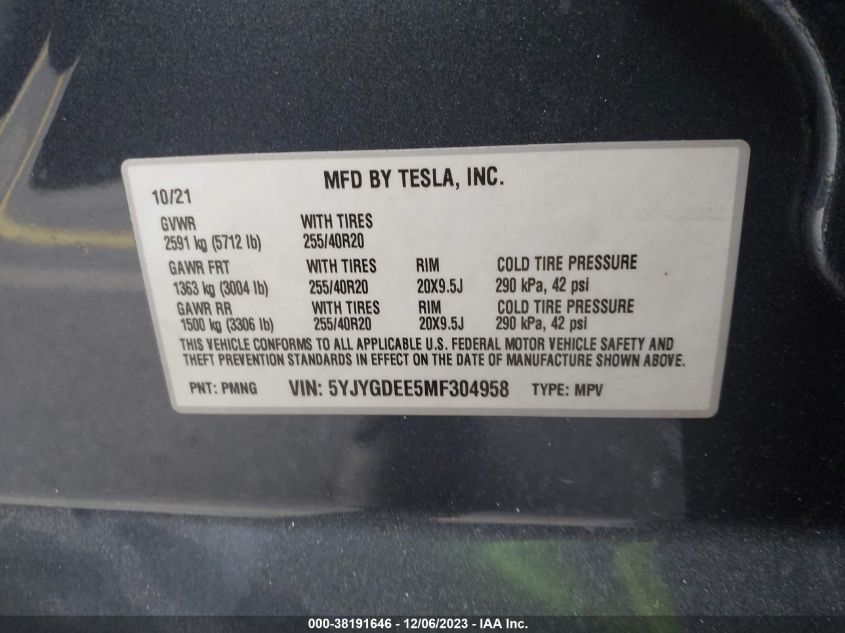 MFD BY TESLA, INC.
10/21
GVWR WITH TIRES
2591 kg (5712 lb) 255/40R20
GAWR FRT WITH TIRES RIM COLD TIRE PRESSURE
1363 kg (3004 lb) 255/40R20 20X9.5J 290 kPa, 42 psi
GAWR RR WITH TIRES RIM COLD TIRE PRESSURE
1500 kg (3306 lb) 255/40R20 20X9.5J 290 kPa, 42 psi
THIS VEHICLE CONFORMS TO ALL APPLICABLE U.S. FEDERAL MOTOR VEHICLE SAFETY AND
THEFT PREVENTION STANDARDS IN EFFECT ON THE DATE OF MANUFACTURE SHOWN ABOVE.
PNT: PMNG VIN: 5YJYGDEE5MF304958 TYPE: MPV
000-38191646 - 12/06/2023 - IAA Inc.